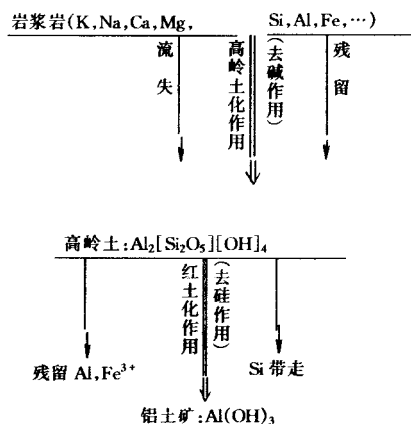 岩浆岩(K,Na,Ca,Mg, Si,Al,Fe,…)
流失
高岭土化作用
(去碱作用)
残留
高岭土:Al₂[Si₂O₅][OH]₄
红土化作用
(去硅作用)
残留 Al,Fe³⁺
Si 带走
铝土矿:Al(OH)₃